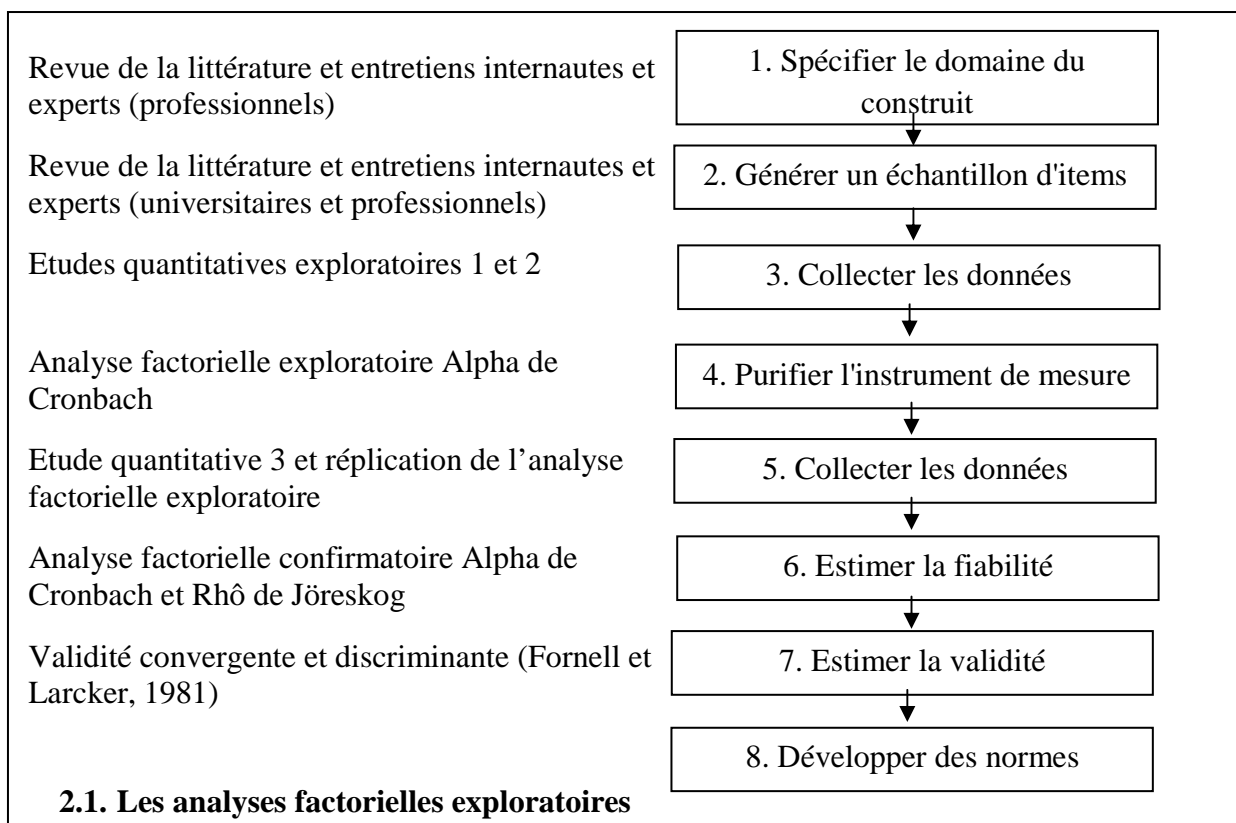 Revue de la littérature et entretiens internautes et
experts (professionnels)
1. Spécifier le domaine du
construit
Revue de la littérature et entretiens internautes et
experts (universitaires et professionnels)
2. Générer un échantillon d'items
Etudes quantitatives exploratoires 1 et 2
3. Collecter les données
Analyse factorielle exploratoire Alpha de
Cronbach
4. Purifier l'instrument de mesure
Etude quantitative 3 et réplication de l’analyse
factorielle exploratoire
5. Collecter les données
Analyse factorielle confirmatoire Alpha de
Cronbach et Rhô de Jöreskog
6. Estimer la fiabilité
Validité convergente et discriminante (Fornell et
Larcker, 1981)
7. Estimer la validité
8. Développer des normes
2.1. Les analyses factorielles exploratoires